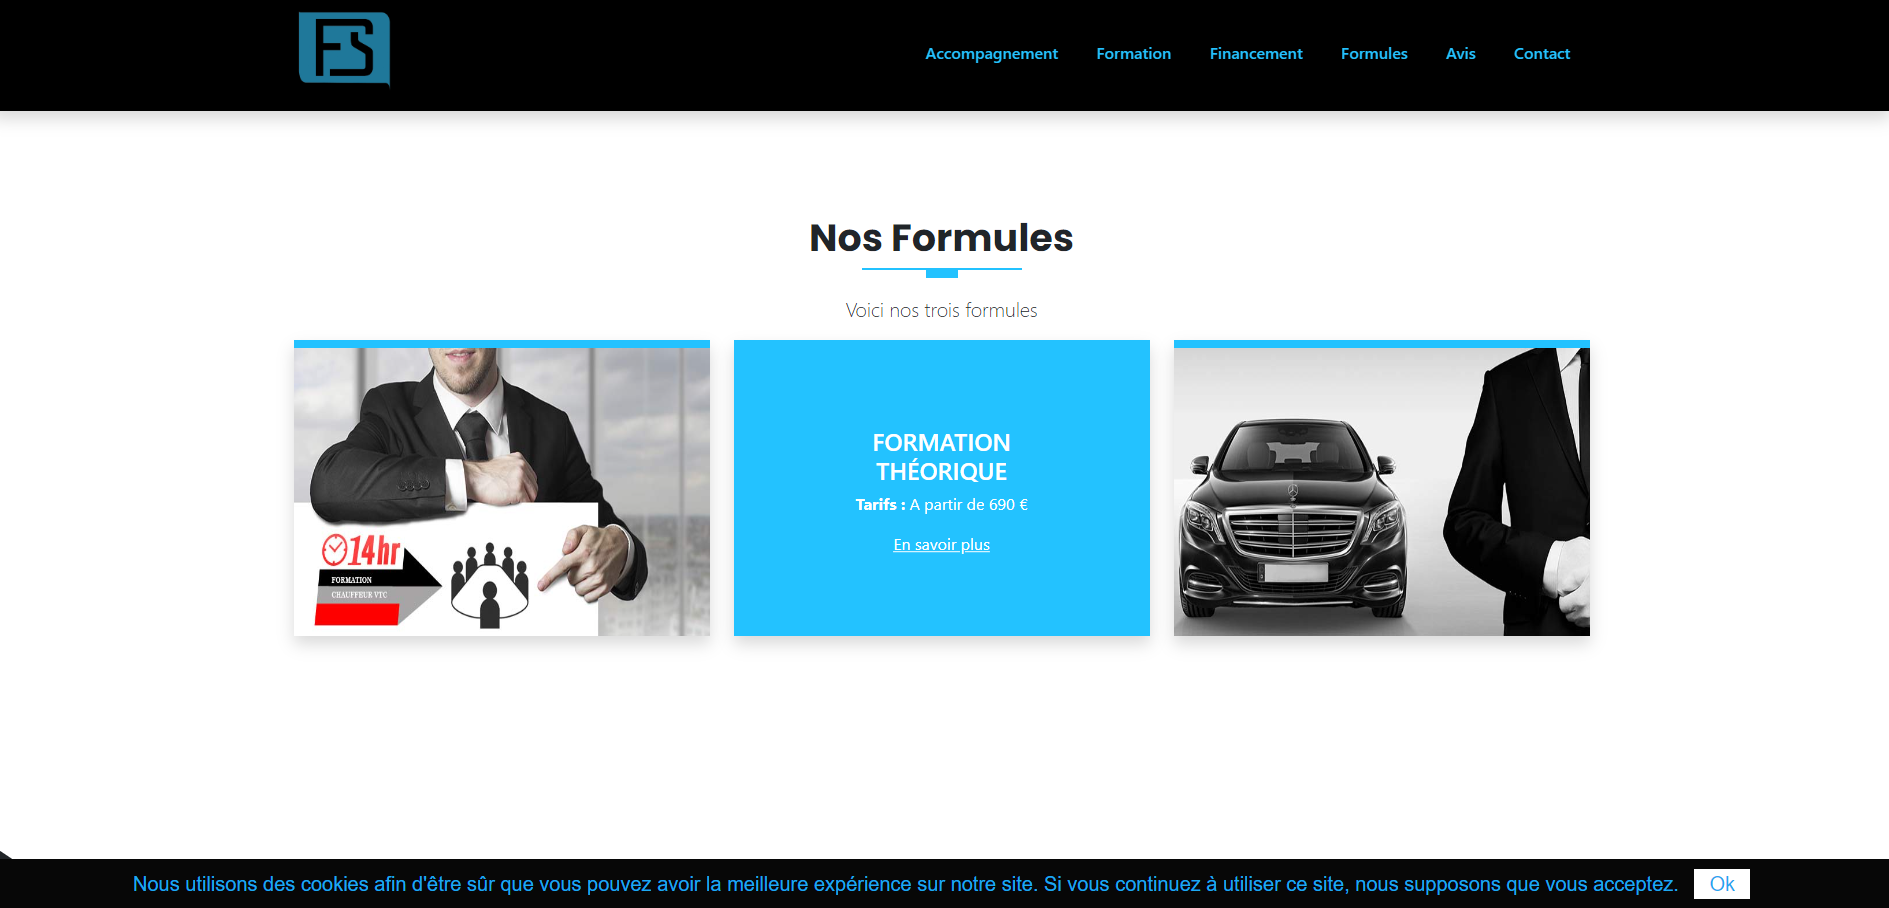 FS
Accompagnement Formation Financement Formules Avis Contact
Nos Formules
Voici nos trois formules
14hr
FORMATION
CHAUFFEUR VTC
FORMATION
THÉORIQUE
Tarifs : A partir de 690 €
En savoir plus
Nous utilisons des cookies afin d'être sûr que vous pouvez avoir la meilleure expérience sur notre site. Si vous continuez à utiliser ce site, nous supposons que vous acceptez. Ok